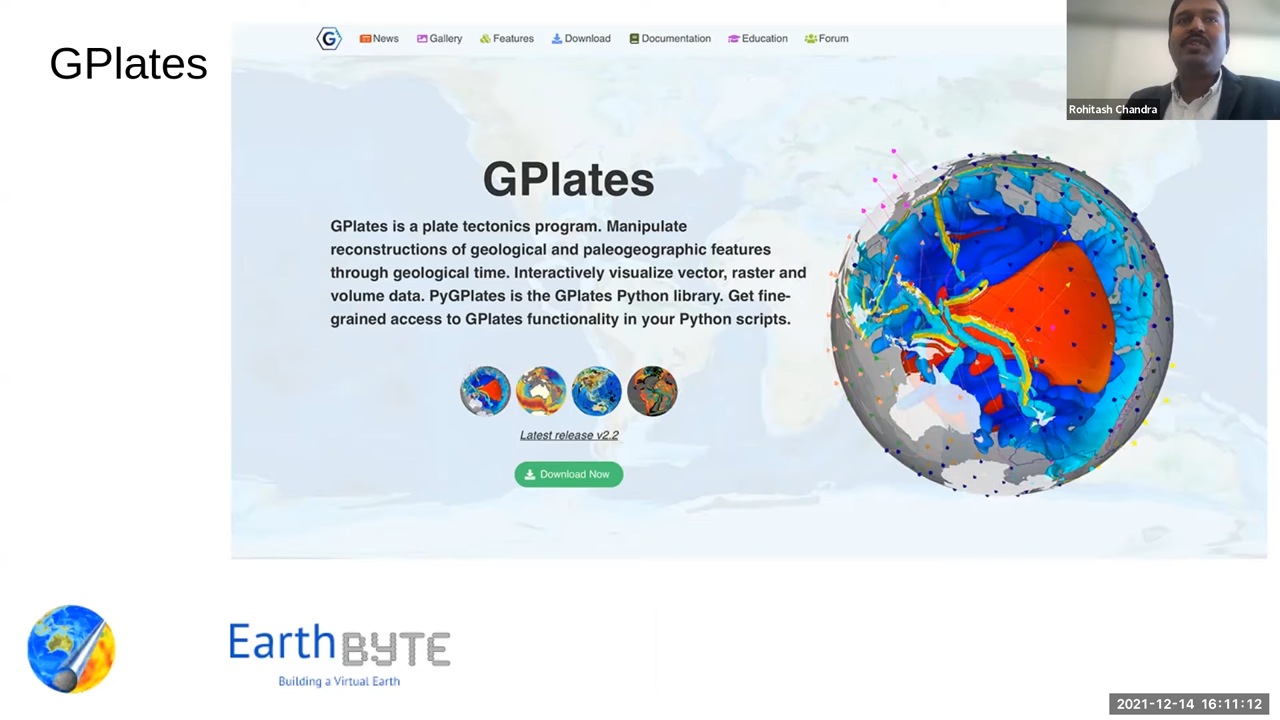 GPlates
News Gallery Features Download Documentation Education Forum
Rohitash Chandra
GPlates
GPlates is a plate tectonics program. Manipulate
reconstructions of geological and paleogeographic features
through geological time. Interactively visualize vector, raster and
volume data. PyGPlates is the GPlates Python library. Get fine-
grained access to GPlates functionality in your Python scripts.
Latest release v2.2
Download Now
Earth BYTE
Building a Virtual Earth
2021-12-14 16:11:12